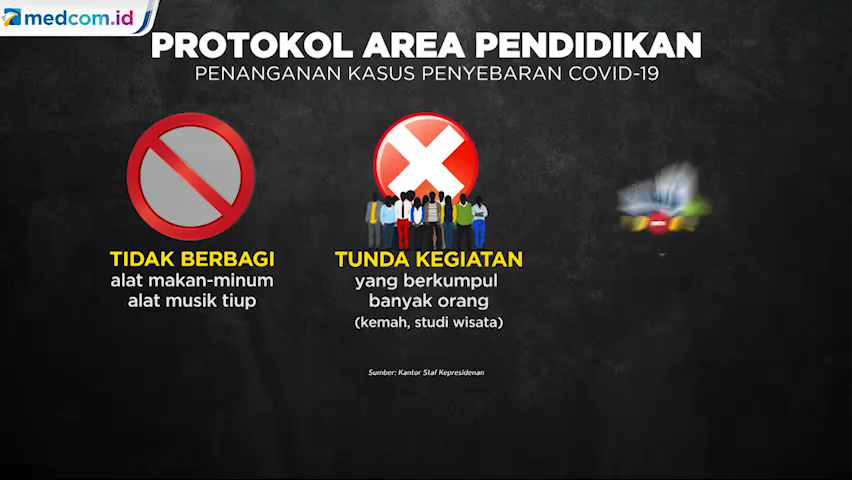 medcom.id
PROTOKOL AREA PENDIDIKAN
PENANGANAN KASUS PENYEBARAN COVID-19
TIDAK BERBAGI
alat makan-minum
alat musik tiup
TUNDA KEGIATAN
yang berkumpul
banyak orang
(kemah, studi wisata)
Sumber: Kantor Staf Kepresidenan